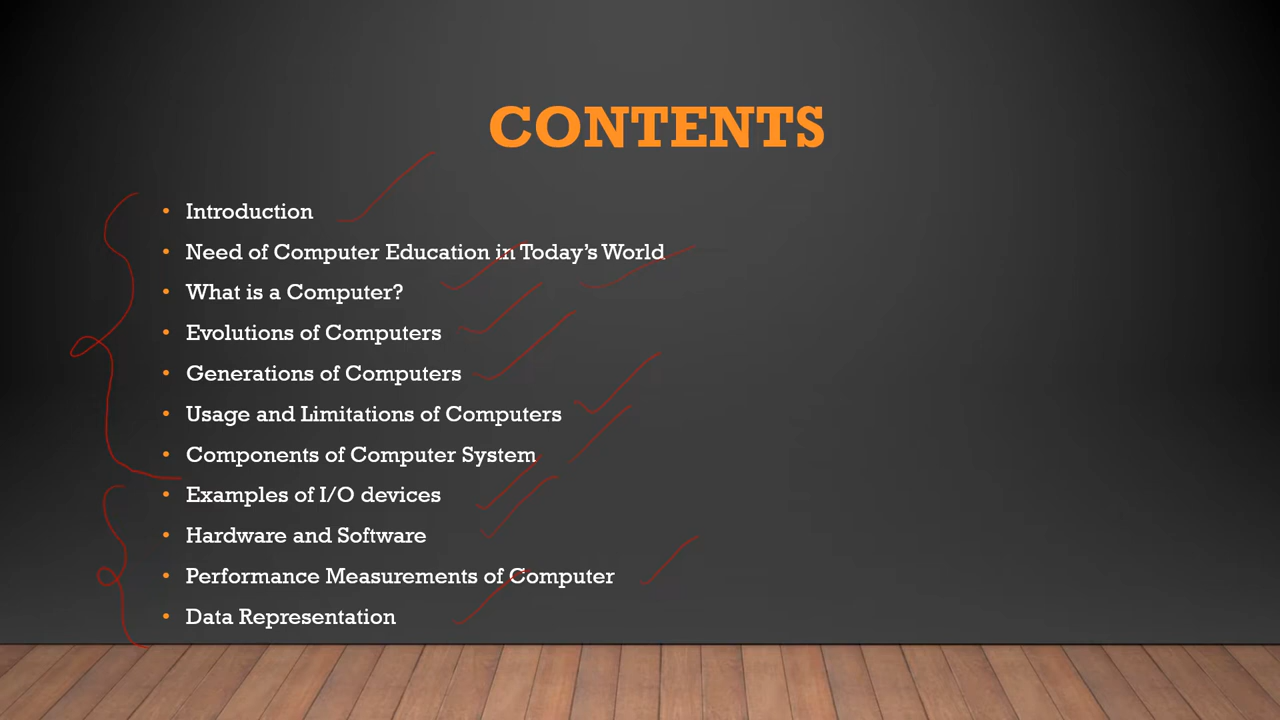 CONTENTS
• Introduction
• Need of Computer Education in Today's World
• What is a Computer?
• Evolutions of Computers
• Generations of Computers
• Usage and Limitations of Computers
• Components of Computer System
• Examples of I/O devices
• Hardware and Software
• Performance Measurements of Computer
• Data Representation